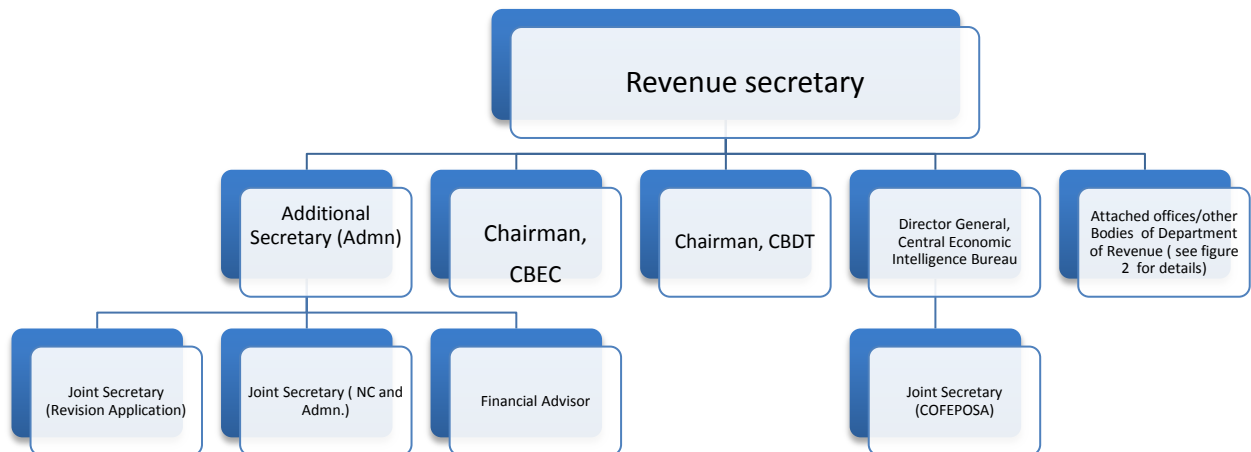 Revenue secretary
Additional
Secretary (Admn)
Chairman,
CBEC
Chairman, CBDT
Director General,
Central Economic
Intelligence Bureau
Attached offices/other
Bodies of Department
of Revenue ( see figure
2 for details)
Joint Secretary
(Revision Application)
Joint Secretary ( NC and
Admn.)
Financial Advisor
Joint Secretary
(COFEPOSA)